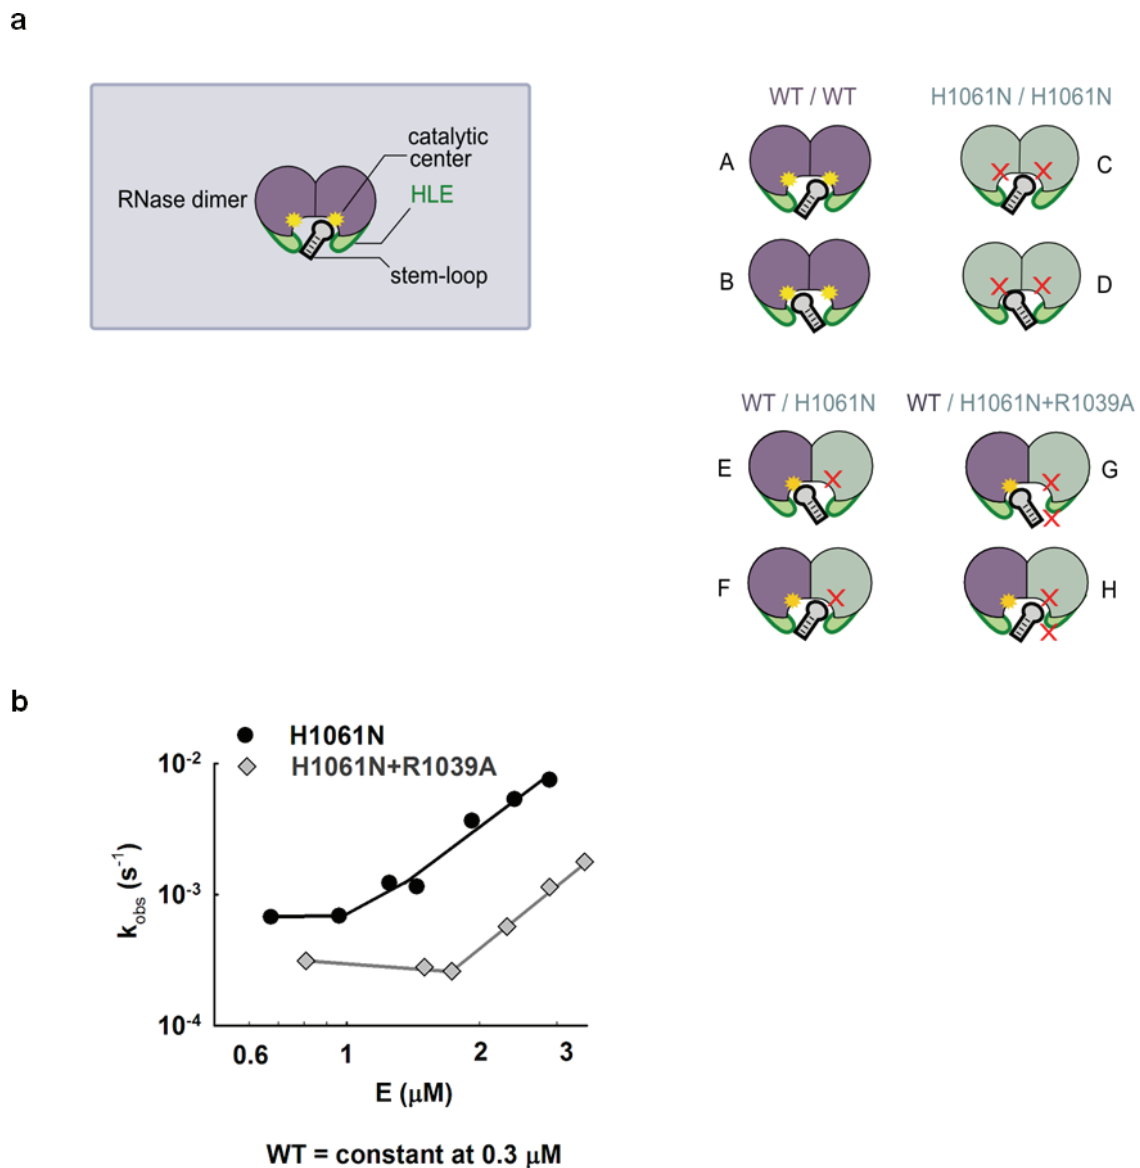 a
RNase dimer
catalytic
center
HLE
stem-loop
WT / WT
H1061N / H1061N
A
C
B
D
WT / H1061N
WT / H1061N+R1039A
E
G
F
H
b
H1061N
H1061N+R1039A
10⁻²
10⁻³
10⁻⁴
k_obs (s⁻¹)
0.6 1 2 3
E (μM)
WT = constant at 0.3 μM